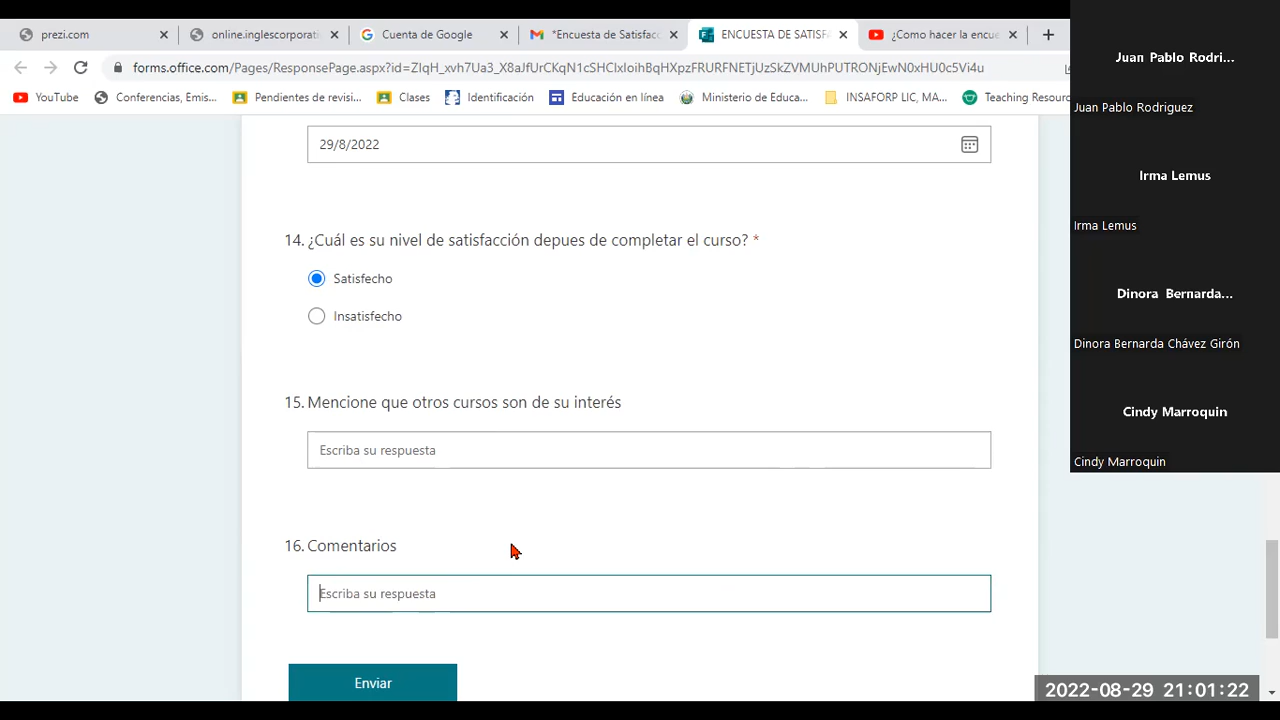 prezi.com
online.inglescorporati
Cuenta de Google
*Encuesta de Satisfacc
ENCUESTA DE SATISFA
¿Como hacer la encue
forms.office.com/Pages/ResponsePage.aspx?id=ZIqH_xvh7Ua3_X8aJfUrCKqN1cSHCIxIoihBqHXpzFRURFNETjUzSkZVMUhPUTRONjEwN0xHU0c5Vi4u
YouTube
Conferencias, Emis...
Pendientes de revisi...
Clases
Identificación
Educación en línea
Ministerio de Educa...
INSAFORP LIC, MA...
Teaching Resourc
29/8/2022
14. ¿Cuál es su nivel de satisfacción depues de completar el curso? *
Satisfecho
Insatisfecho
15. Mencione que otros cursos son de su interés
Escriba su respuesta
16. Comentarios
Escriba su respuesta
Enviar
Juan Pablo Rodri...
Juan Pablo Rodriguez
Irma Lemus
Irma Lemus
Dinora Bernarda...
Dinora Bernarda Chávez Girón
Cindy Marroquin
Cindy Marroquin
2022-08-29 21:01:22